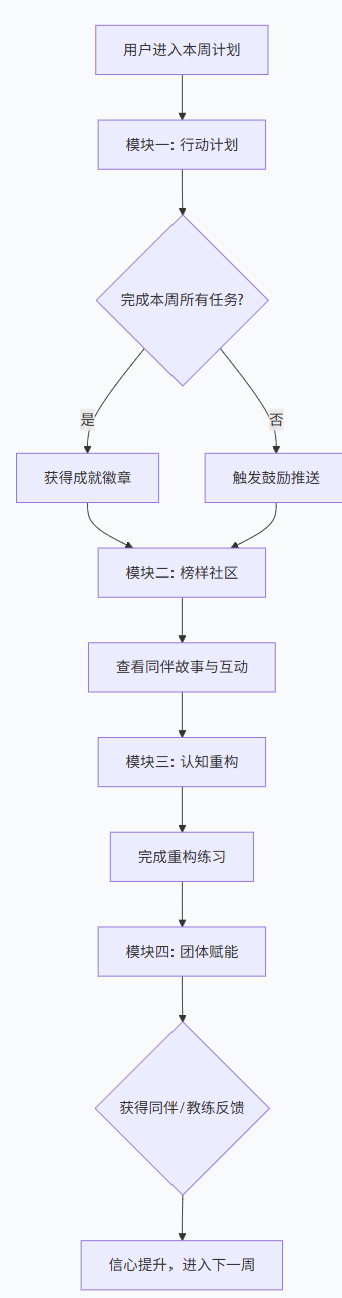 用户进入本周计划
模块一：行动计划
完成本周所有任务?
是
否
获得成就徽章
触发鼓励推送
模块二：榜样社区
查看同伴故事与互动
模块三：认知重构
完成重构练习
模块四：团体赋能
获得同伴/教练反馈
信心提升，进入下一周